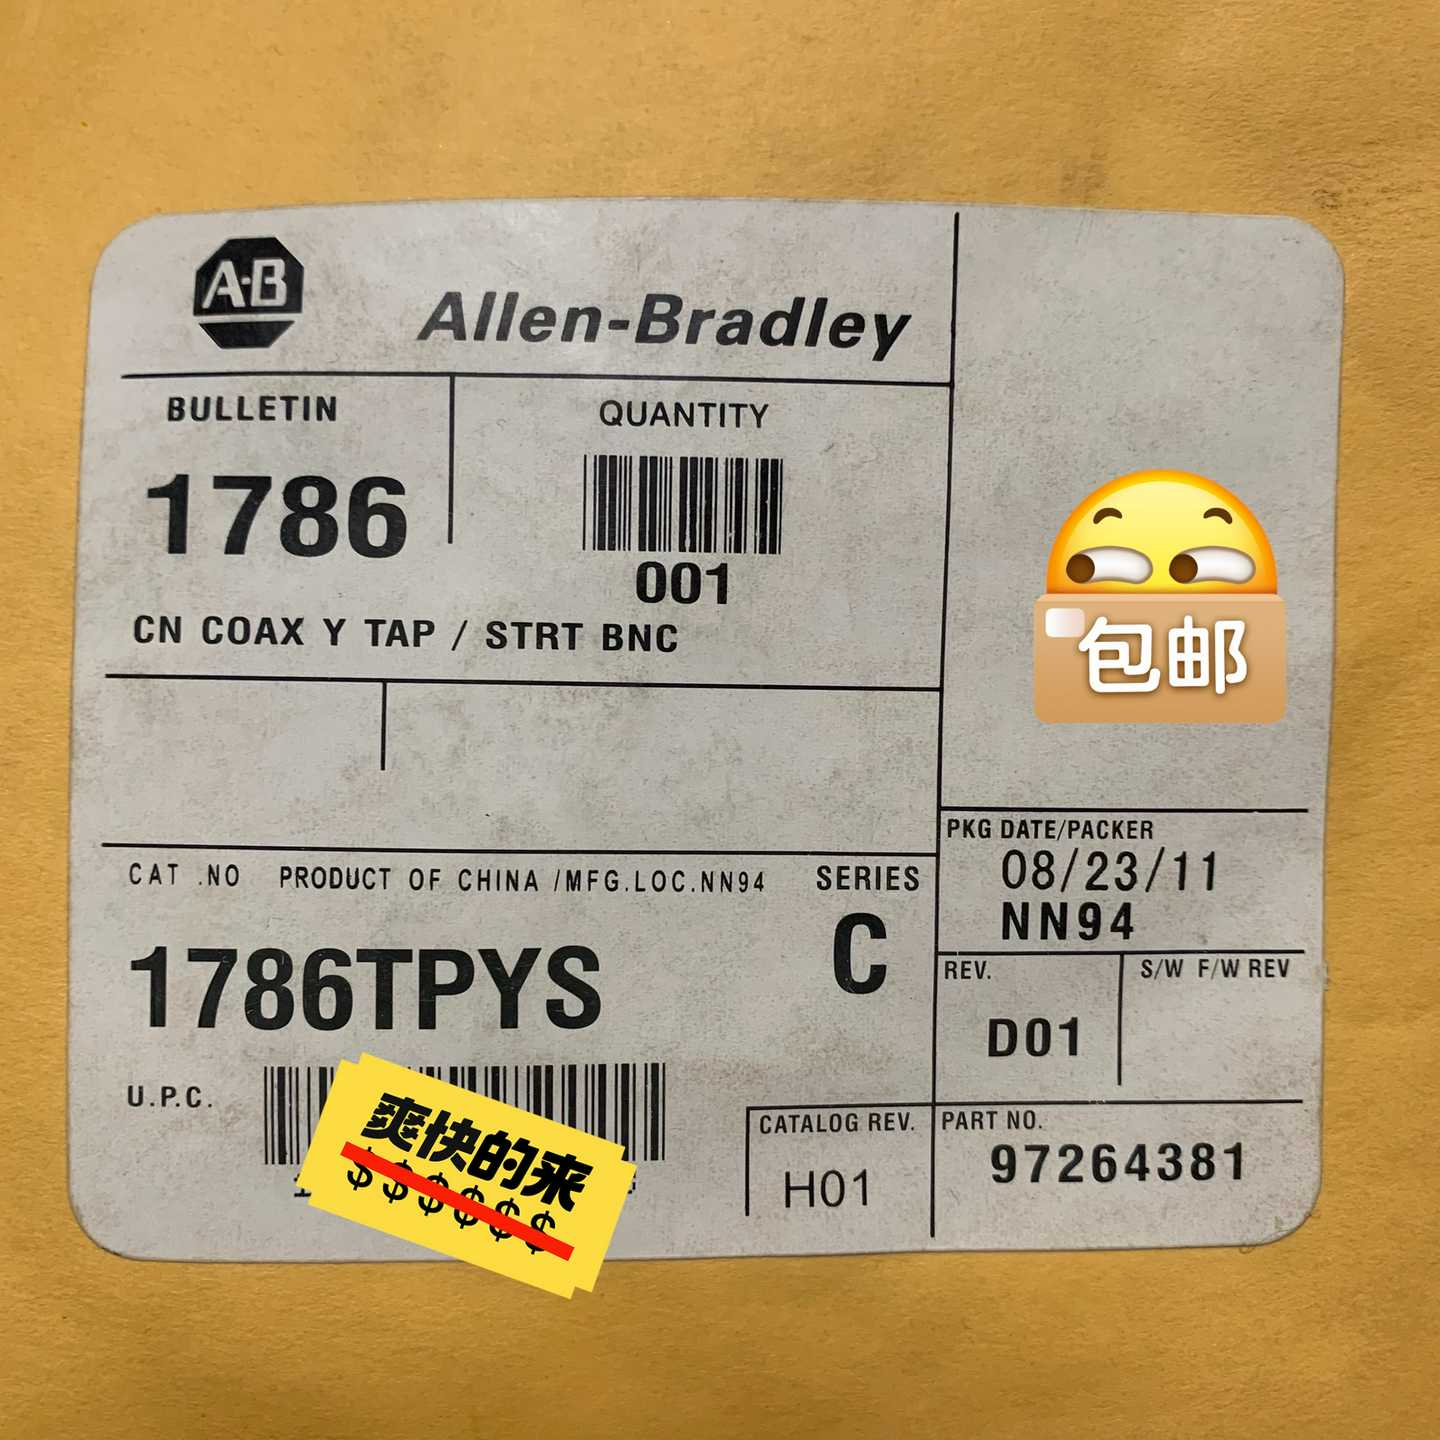 A·B
Allen-Bradley
BULLETIN
1786
QUANTITY
001
CN COAX Y TAP / STRT BNC
包邮
PKG DATE/PACKER
08/23/11
NN94
CAT .NO PRODUCT OF CHINA /MFG.LOC.NN94
SERIES
1786TPYS
C
REV.
D01
S/W F/W REV
U.P.C.
爽快的来
$$$$$$
CATALOG REV.
H01
PART NO.
97264381